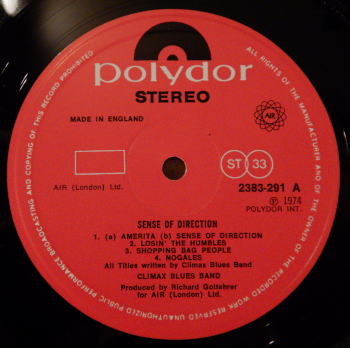 polydor
STEREO
MADE IN ENGLAND
AIR
ST 33
AIR (London) Ltd.
2383-291 A
℗ 1974
POLYDOR INT.
SENSE OF DIRECTION
1. (a) AMERITA (b) SENSE OF DIRECTION
2. LOSIN' THE HUMBLES
3. SHOPPING BAG PEOPLE
4. NOGALES
All Titles written by Climax Blues Band
CLIMAX BLUES BAND
Produced by Richard Gottehrer
for AIR (London) Ltd.
ALL RIGHTS OF THE MANUFACTURER AND OF THE OWNER OF THE RECORDED WORK RESERVED UNAUTHORIZED PUBLIC PERFORMANCE BROADCASTING AND COPYING OF THIS RECORD PROHIBITED